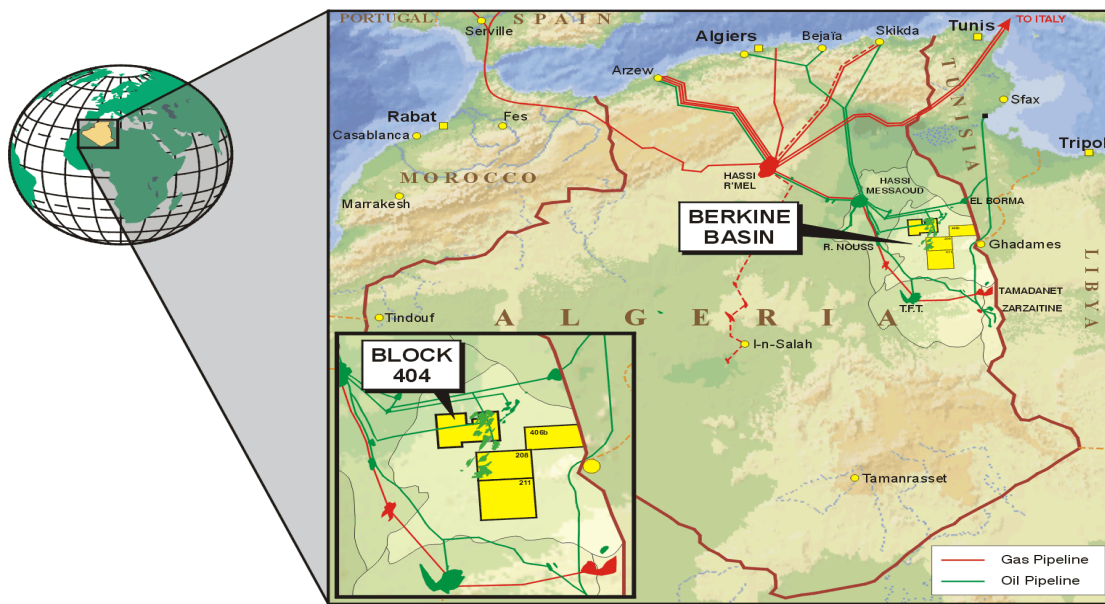 PORTUGAL
SPAIN
Serville
Algiers
Bejaïa
Skikda
Tunis
TO ITALY
Arzew
TUNISIA
Sfax
Rabat
Fes
Casablanca
Tripol
MOROCCO
HASSI
R'MEL
HASSI
MESSAOUD
Marrakesh
EL BORMA
BERKINE
BASIN
R. NOUSS
Ghadames
LIBYA
TAMADANET
T.F.T.
ZARZAITINE
Tindouf
ALGERIA
I-n-Salah
BLOCK
404
406b
208
211
Tamanrasset
Gas Pipeline
Oil Pipeline